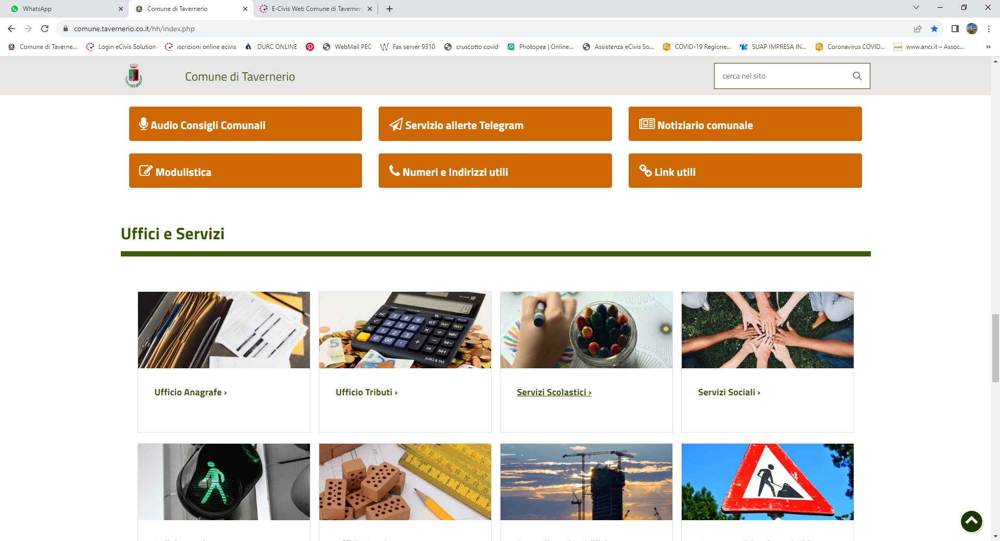 WhatsApp
Comune di Tavernerio
E-Civis Web Comune di Taverneri
comune.tavernerio.co.it/hh/index.php
Comune di Taverne...
Login eCivis Solution
iscrizioni online ecivis
DURC ONLINE
WebMail PEC
Fax server 9310
cruscotto covid
Photopea | Online...
Assistenza eCivis So...
COVID-19 Regione...
SUAP IMPRESA IN...
Coronavirus COVID...
www.anci.it – Assoc...
»
Comune di Tavernerio
cerca nel sito
Audio Consigli Comunali
Servizio allerte Telegram
Notiziario comunale
Modulistica
Numeri e Indirizzi utili
Link utili
Uffici e Servizi
Ufficio Anagrafe ›
Ufficio Tributi ›
Servizi Scolastici ›
Servizi Sociali ›